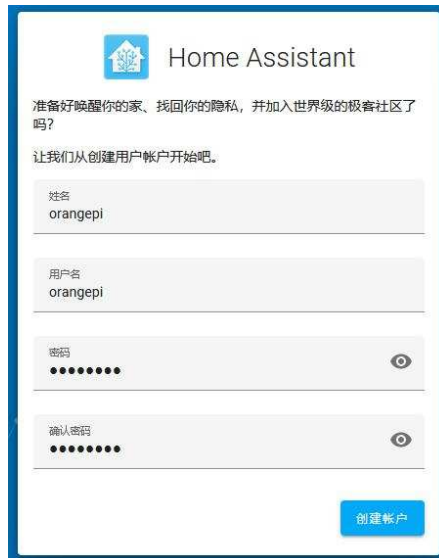 Home Assistant
准备好唤醒你的家、找回你的隐私，并加入世界级的极客社区了
吗？
让我们从创建用户帐户开始吧。
姓名
orangepi
用户名
orangepi
密码
●●●●●●●●
确认密码
●●●●●●●●
创建帐户